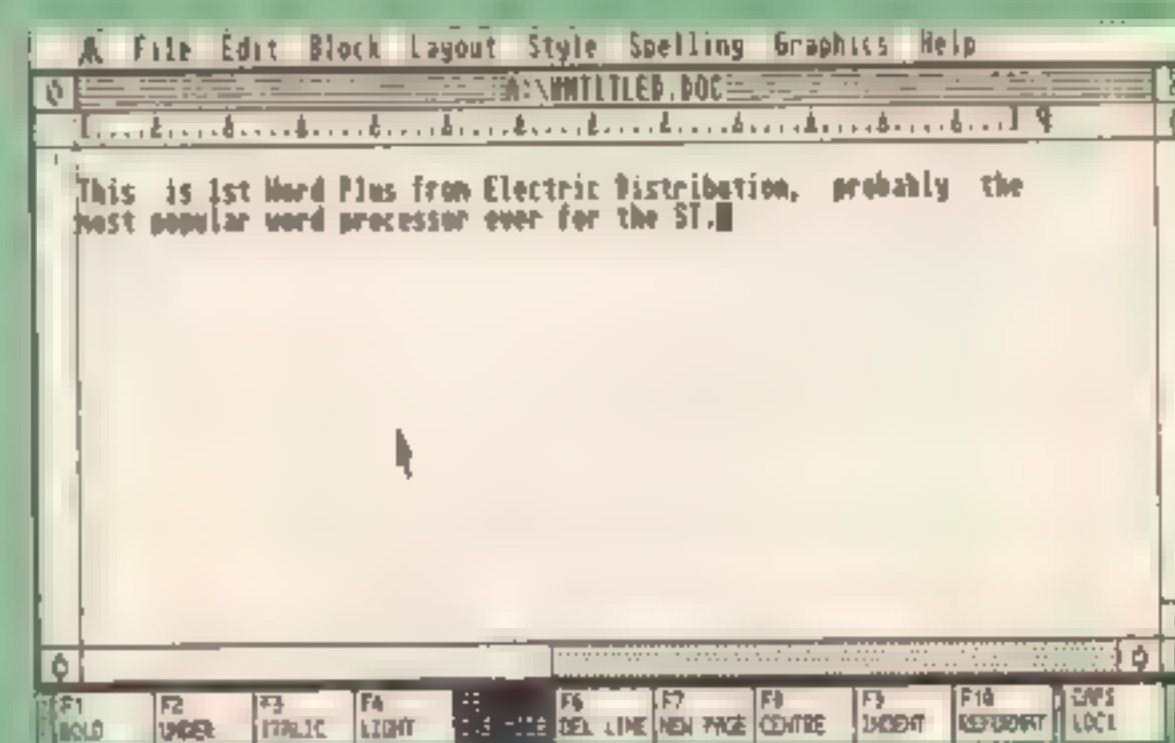 File Edit Block Layout Style Spelling Graphics Help
A:\UNTITLED.DOC
This is 1st Word Plus from Electric Distribution, probably the
most popular word processor ever for the ST.
F1 F2 F3 F4 F6 F7 F8 F9 F10 CAPS
BOLD UNDER ITALIC LIGHT DEL LINE NEW PAGE CENTRE INDENT REFORMAT LOCK